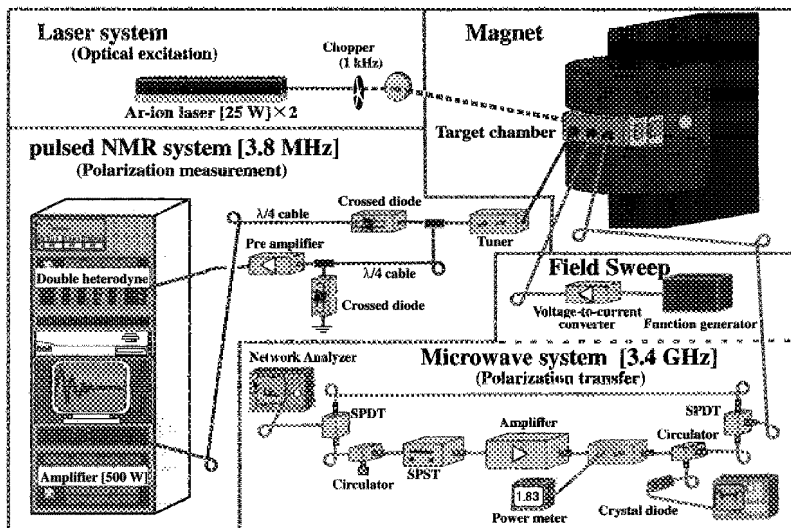 Laser system
(Optical excitation)
Chopper
(1 kHz)
Ar-ion laser [25 W]×2
Magnet
Target chamber
pulsed NMR system [3.8 MHz]
(Polarization measurement)
Double heterodyne
Amplifier [500 W]
λ/4 cable
Crossed diode
Pre amplifier
λ/4 cable
Tuner
Crossed diode
Field Sweep
Voltage-to-current
converter
Function generator
Microwave system [3.4 GHz]
(Polarization transfer)
Network Analyzer
SPDT
Circulator
SPST
Amplifier
1.83
Power meter
SPDT
Circulator
Crystal diode